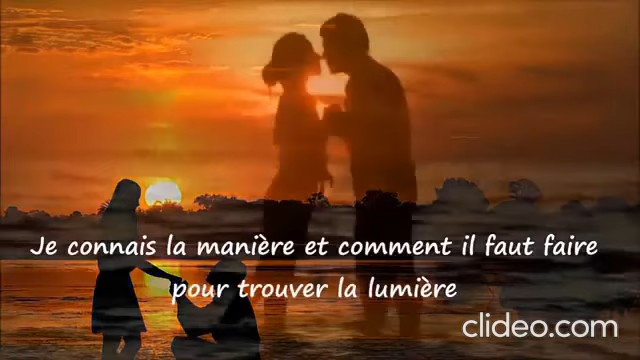 Je connais la manière et comment il faut faire
pour trouver la lumière
clideo.com